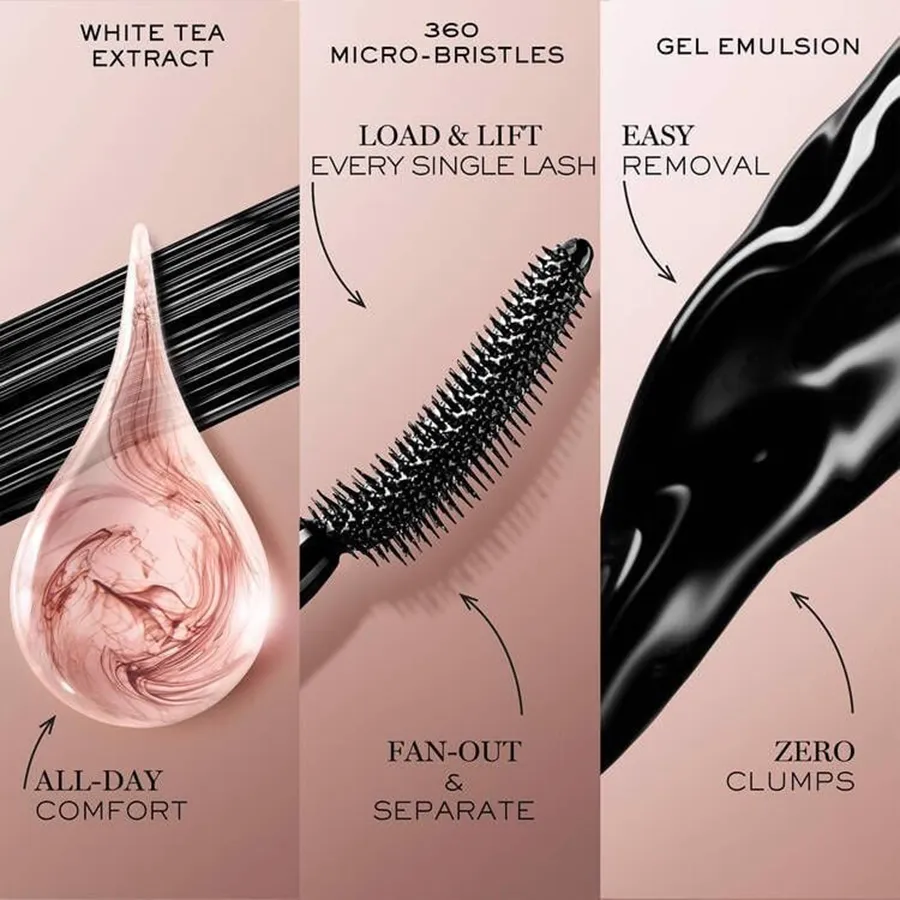 WHITE TEA
EXTRACT
ALL-DAY
COMFORT
360
MICRO-BRISTLES
LOAD & LIFT
EVERY SINGLE LASH
FAN-OUT
&
SEPARATE
GEL EMULSION
EASY
REMOVAL
ZERO
CLUMPS